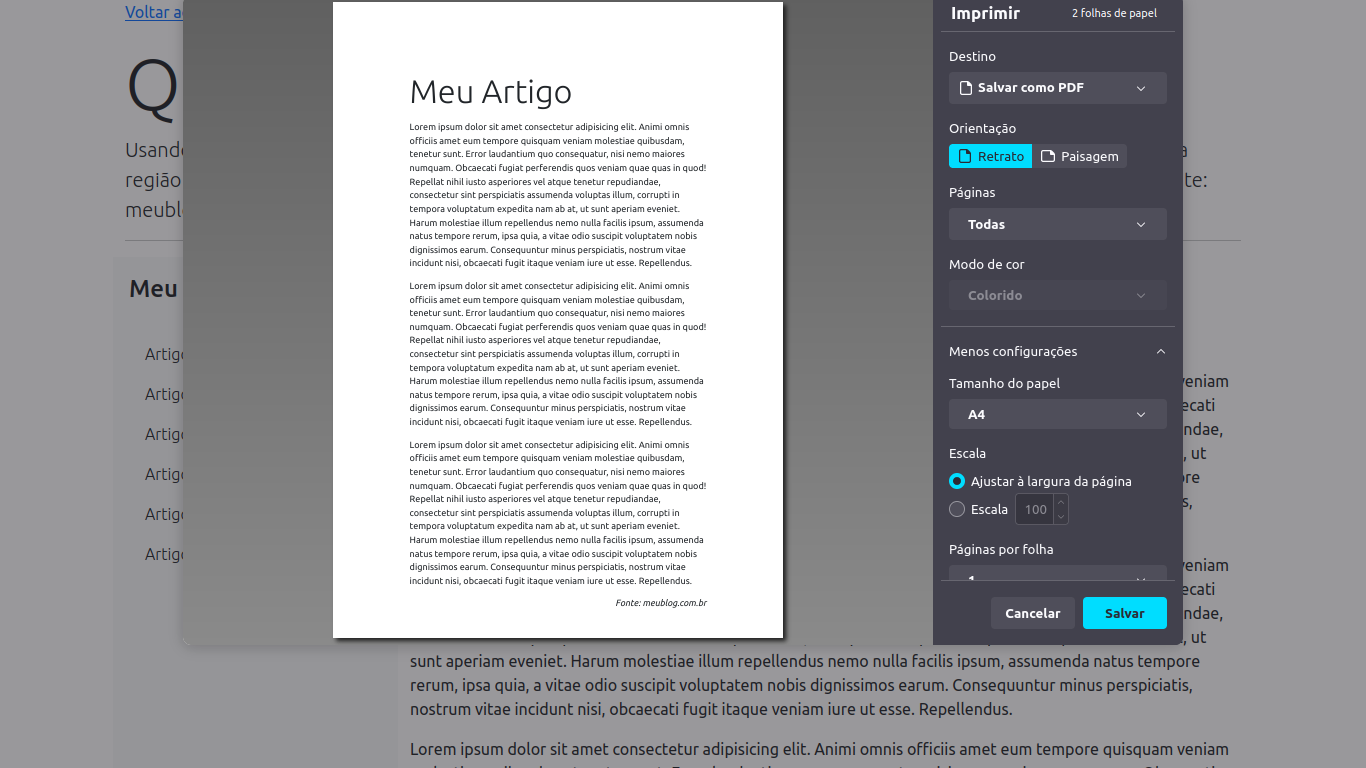 Voltar a
Q
Usand
região
meubl
a
te:
Meu
Artig
Artig
Artig
Artig
Artig
Artig
Meu Artigo
Lorem ipsum dolor sit amet consectetur adipisicing elit. Animi omnis
officiis amet eum tempore quisquam veniam molestiae quibusdam,
tenetur sunt. Error laudantium quo consequatur, nisi nemo maiores
numquam. Obcaecati fugiat perferendis quos veniam quae quas in quod!
Repellat nihil iusto asperiores vel atque tenetur repudiandae,
consectetur sint perspiciatis assumenda voluptas illum, corrupti in
tempora voluptatum expedita nam ab at, ut sunt aperiam eveniet.
Harum molestiae illum repellendus nemo nulla facilis ipsum, assumenda
natus tempore rerum, ipsa quia, a vitae odio suscipit voluptatem nobis
dignissimos earum. Consequuntur minus perspiciatis, nostrum vitae
incidunt nisi, obcaecati fugit itaque veniam iure ut esse. Repellendus.
Lorem ipsum dolor sit amet consectetur adipisicing elit. Animi omnis
officiis amet eum tempore quisquam veniam molestiae quibusdam,
tenetur sunt. Error laudantium quo consequatur, nisi nemo maiores
numquam. Obcaecati fugiat perferendis quos veniam quae quas in quod!
Repellat nihil iusto asperiores vel atque tenetur repudiandae,
consectetur sint perspiciatis assumenda voluptas illum, corrupti in
tempora voluptatum expedita nam ab at, ut sunt aperiam eveniet.
Harum molestiae illum repellendus nemo nulla facilis ipsum, assumenda
natus tempore rerum, ipsa quia, a vitae odio suscipit voluptatem nobis
dignissimos earum. Consequuntur minus perspiciatis, nostrum vitae
incidunt nisi, obcaecati fugit itaque veniam iure ut esse. Repellendus.
Lorem ipsum dolor sit amet consectetur adipisicing elit. Animi omnis
officiis amet eum tempore quisquam veniam molestiae quibusdam,
tenetur sunt. Error laudantium quo consequatur, nisi nemo maiores
numquam. Obcaecati fugiat perferendis quos veniam quae quas in quod!
Repellat nihil iusto asperiores vel atque tenetur repudiandae,
consectetur sint perspiciatis assumenda voluptas illum, corrupti in
tempora voluptatum expedita nam ab at, ut sunt aperiam eveniet.
Harum molestiae illum repellendus nemo nulla facilis ipsum, assumenda
natus tempore rerum, ipsa quia, a vitae odio suscipit voluptatem nobis
dignissimos earum. Consequuntur minus perspiciatis, nostrum vitae
incidunt nisi, obcaecati fugit itaque veniam iure ut esse. Repellendus.
Fonte: meublog.com.br
Imprimir 2 folhas de papel
Destino
Salvar como PDF
Orientação
Retrato Paisagem
Páginas
Todas
Modo de cor
Colorido
Menos configurações
Tamanho do papel
A4
Escala
Ajustar à largura da página
Escala 100
Páginas por folha
1
Cancelar Salvar
veniam
ecati
ndae,
, ut
ore
s,
veniam
ecati
ndae,
, ut
sunt aperiam eveniet. Harum molestiae illum repellendus nemo nulla facilis ipsum, assumenda natus tempore
rerum, ipsa quia, a vitae odio suscipit voluptatem nobis dignissimos earum. Consequuntur minus perspiciatis,
nostrum vitae incidunt nisi, obcaecati fugit itaque veniam iure ut esse. Repellendus.
Lorem ipsum dolor sit amet consectetur adipisicing elit. Animi omnis officiis amet eum tempore quisquam veniam